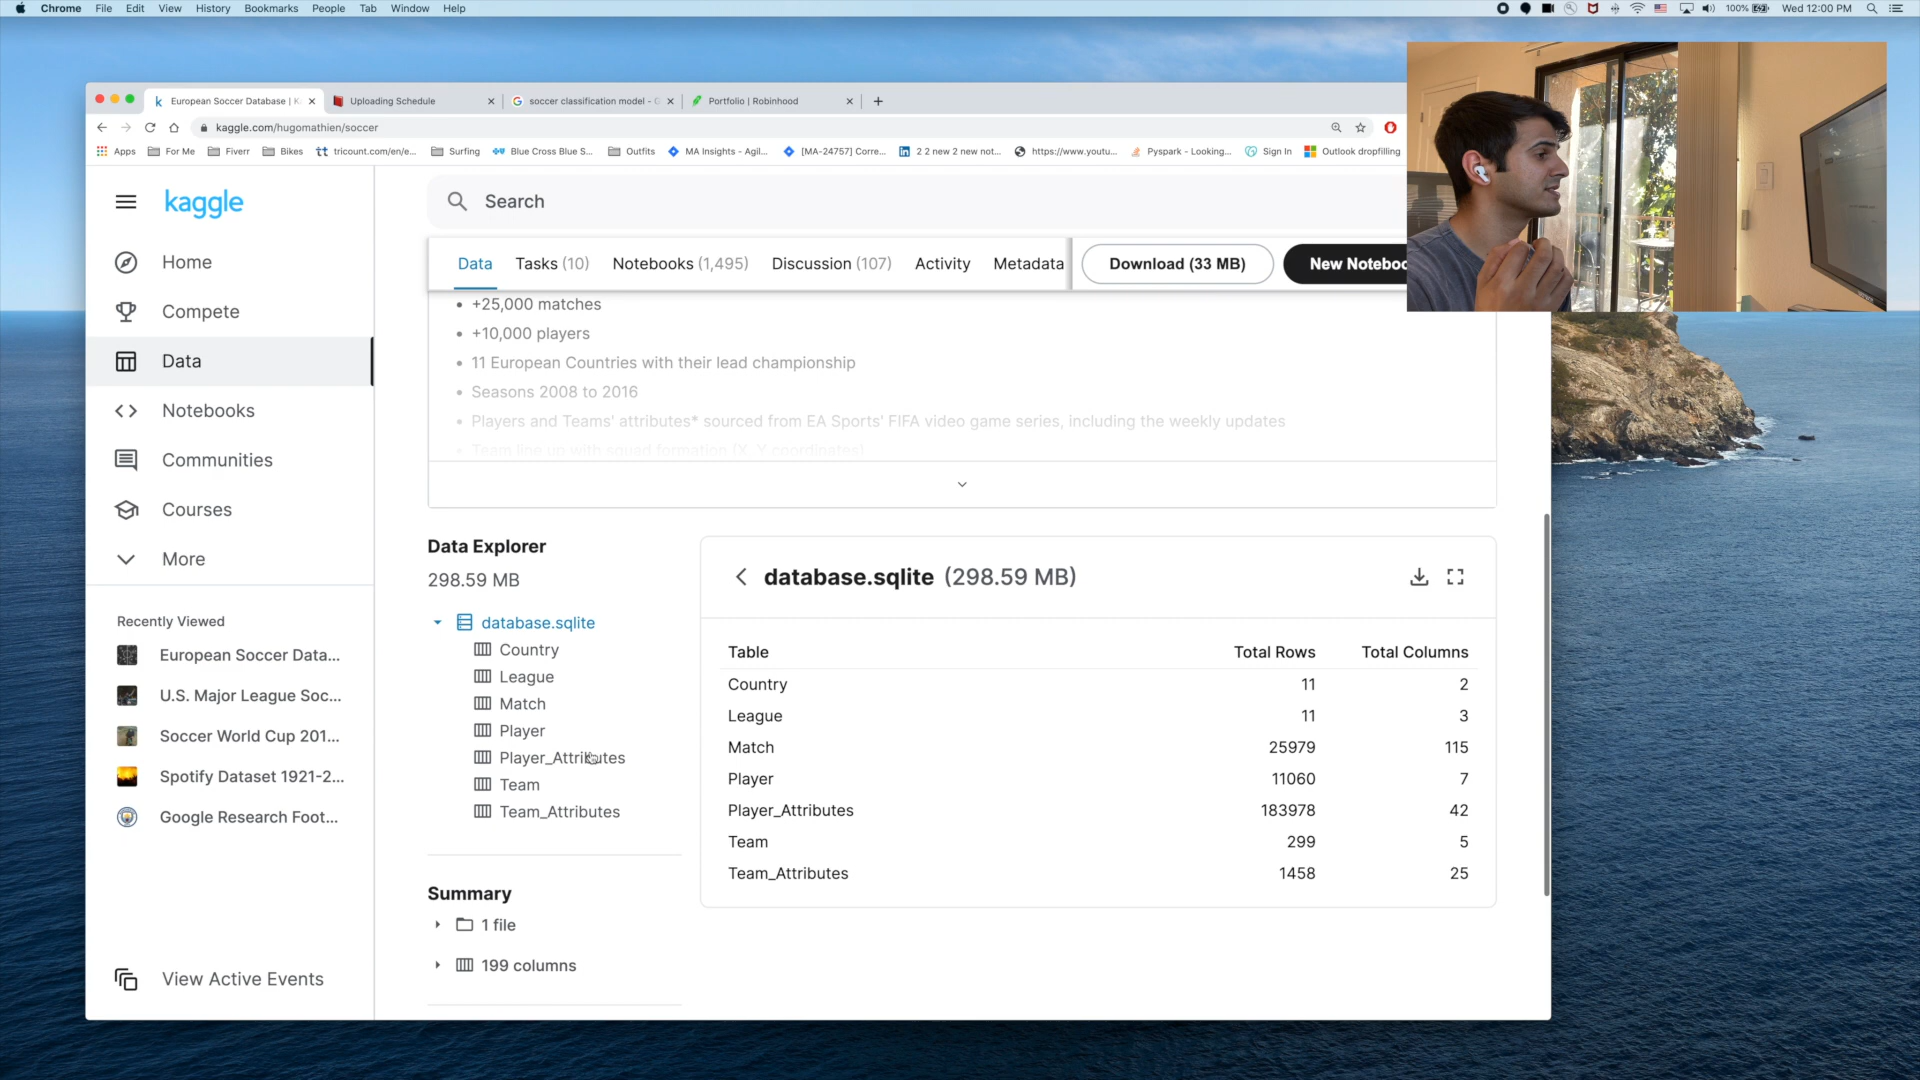 Chrome File Edit View History Bookmarks People Tab Window Help
100% Wed 12:00 PM
European Soccer Database | K
Uploading Schedule
soccer classification model - G
Portfolio | Robinhood
kaggle.com/hugomathien/soccer
Apps For Me Fiverr Bikes tricount.com/en/e... Surfing Blue Cross Blue S... Outfits MA Insights - Agil... [MA-24757] Corre... 2 2 new 2 new not... https://www.youtu... Pyspark - Looking... Sign In Outlook dropfilling
kaggle
Search
Home
Compete
Data
Notebooks
Communities
Courses
More
Recently Viewed
European Soccer Data...
U.S. Major League Soc...
Soccer World Cup 201...
Spotify Dataset 1921-2...
Google Research Foot...
View Active Events
Data Tasks (10) Notebooks (1,495) Discussion (107) Activity Metadata Download (33 MB) New Noteboo
• +25,000 matches
• +10,000 players
• 11 European Countries with their lead championship
• Seasons 2008 to 2016
• Players and Teams' attributes* sourced from EA Sports' FIFA video game series, including the weekly updates
• Team line up with squad formation (X, Y coordinates)
Data Explorer
298.59 MB
database.sqlite
Country
League
Match
Player
Player_Attributes
Team
Team_Attributes
Summary
1 file
199 columns
database.sqlite (298.59 MB)
Table Total Rows Total Columns
Country 11 2
League 11 3
Match 25979 115
Player 11060 7
Player_Attributes 183978 42
Team 299 5
Team_Attributes 1458 25